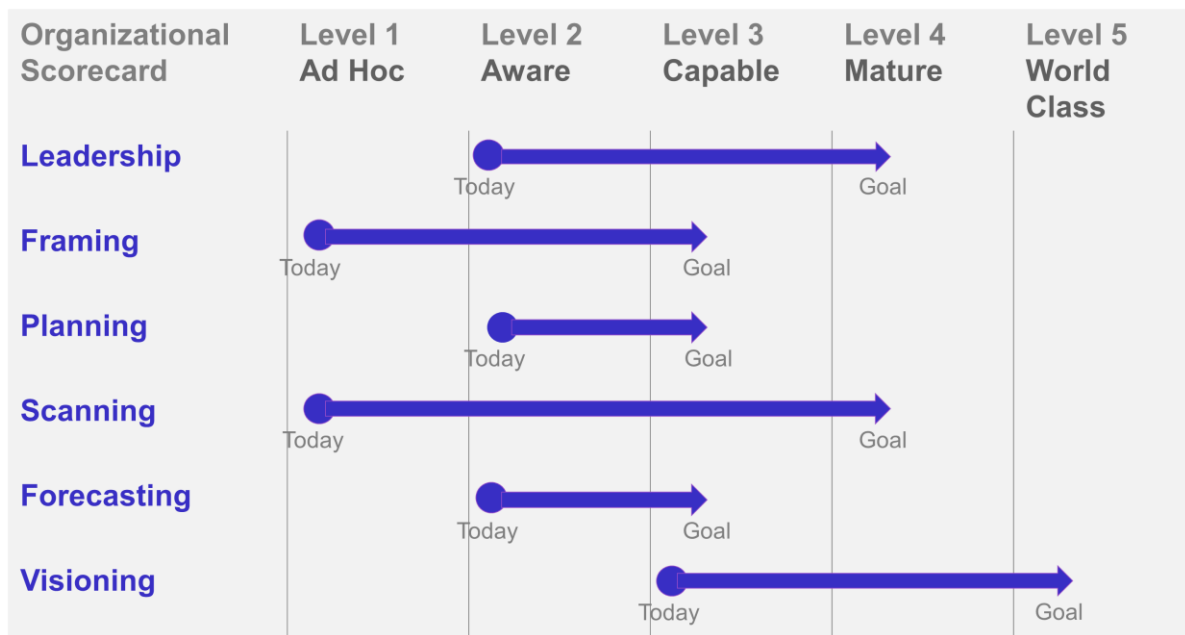 Organizational
Scorecard
Level 1
Ad Hoc
Level 2
Aware
Level 3
Capable
Level 4
Mature
Level 5
World
Class
Leadership
Today
Goal
Framing
Today
Goal
Planning
Today
Goal
Scanning
Today
Goal
Forecasting
Today
Goal
Visioning
Today
Goal